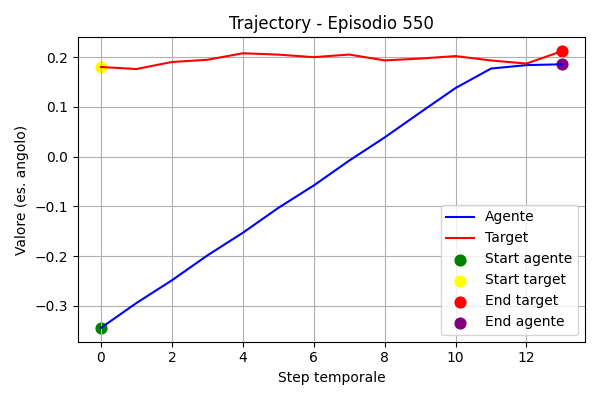 Trajectory - Episodio 550
Valore (es. angolo)
0.2
0.1
0.0
−0.1
−0.2
−0.3
0 2 4 6 8 10 12
Step temporale
Agente
Target
Start agente
Start target
End target
End agente